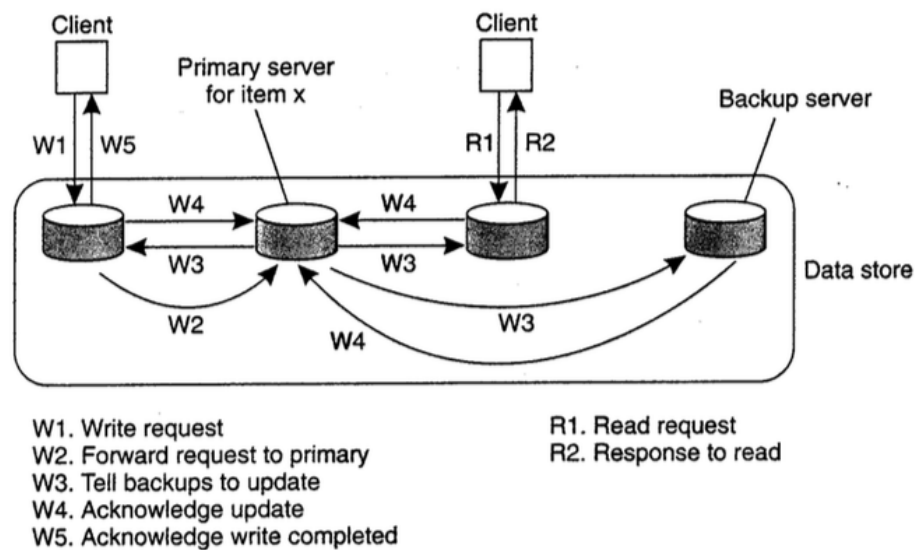 Client
Client
Primary server
for item x
Backup server
W1
W5
R1
R2
W4
W4
W3
W3
Data store
W2
W3
W4
W1. Write request
W2. Forward request to primary
W3. Tell backups to update
W4. Acknowledge update
W5. Acknowledge write completed
R1. Read request
R2. Response to read